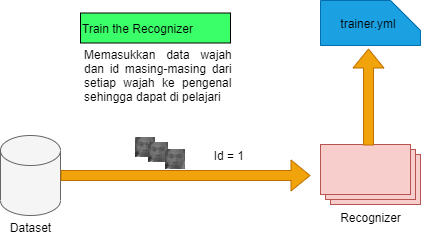 Train the Recognizer
trainer.yml
Memasukkan data wajah
dan id masing-masing dari
setiap wajah ke pengenal
sehingga dapat di pelajari
Id = 1
Dataset
Recognizer